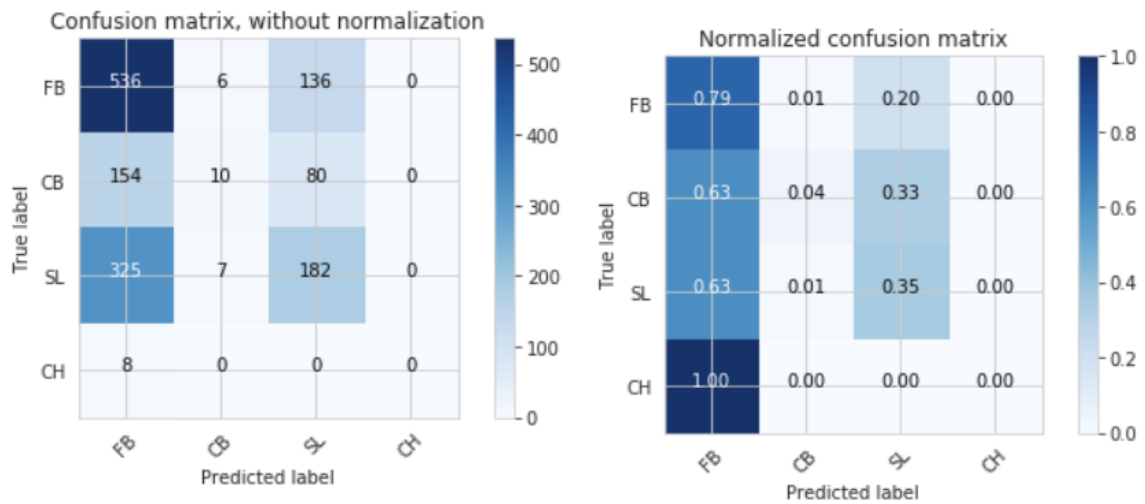 Confusion matrix, without normalization
FB 536 6 136 0
CB 154 10 80 0
SL 325 7 182 0
CH 8 0 0 0
FB CB SL CH
True label
Predicted label
500
400
300
200
100
0
Normalized confusion matrix
FB 0.79 0.01 0.20 0.00
CB 0.63 0.04 0.33 0.00
SL 0.63 0.01 0.35 0.00
CH 1.00 0.00 0.00 0.00
FB CB SL CH
True label
Predicted label
1.0
0.8
0.6
0.4
0.2
0.0